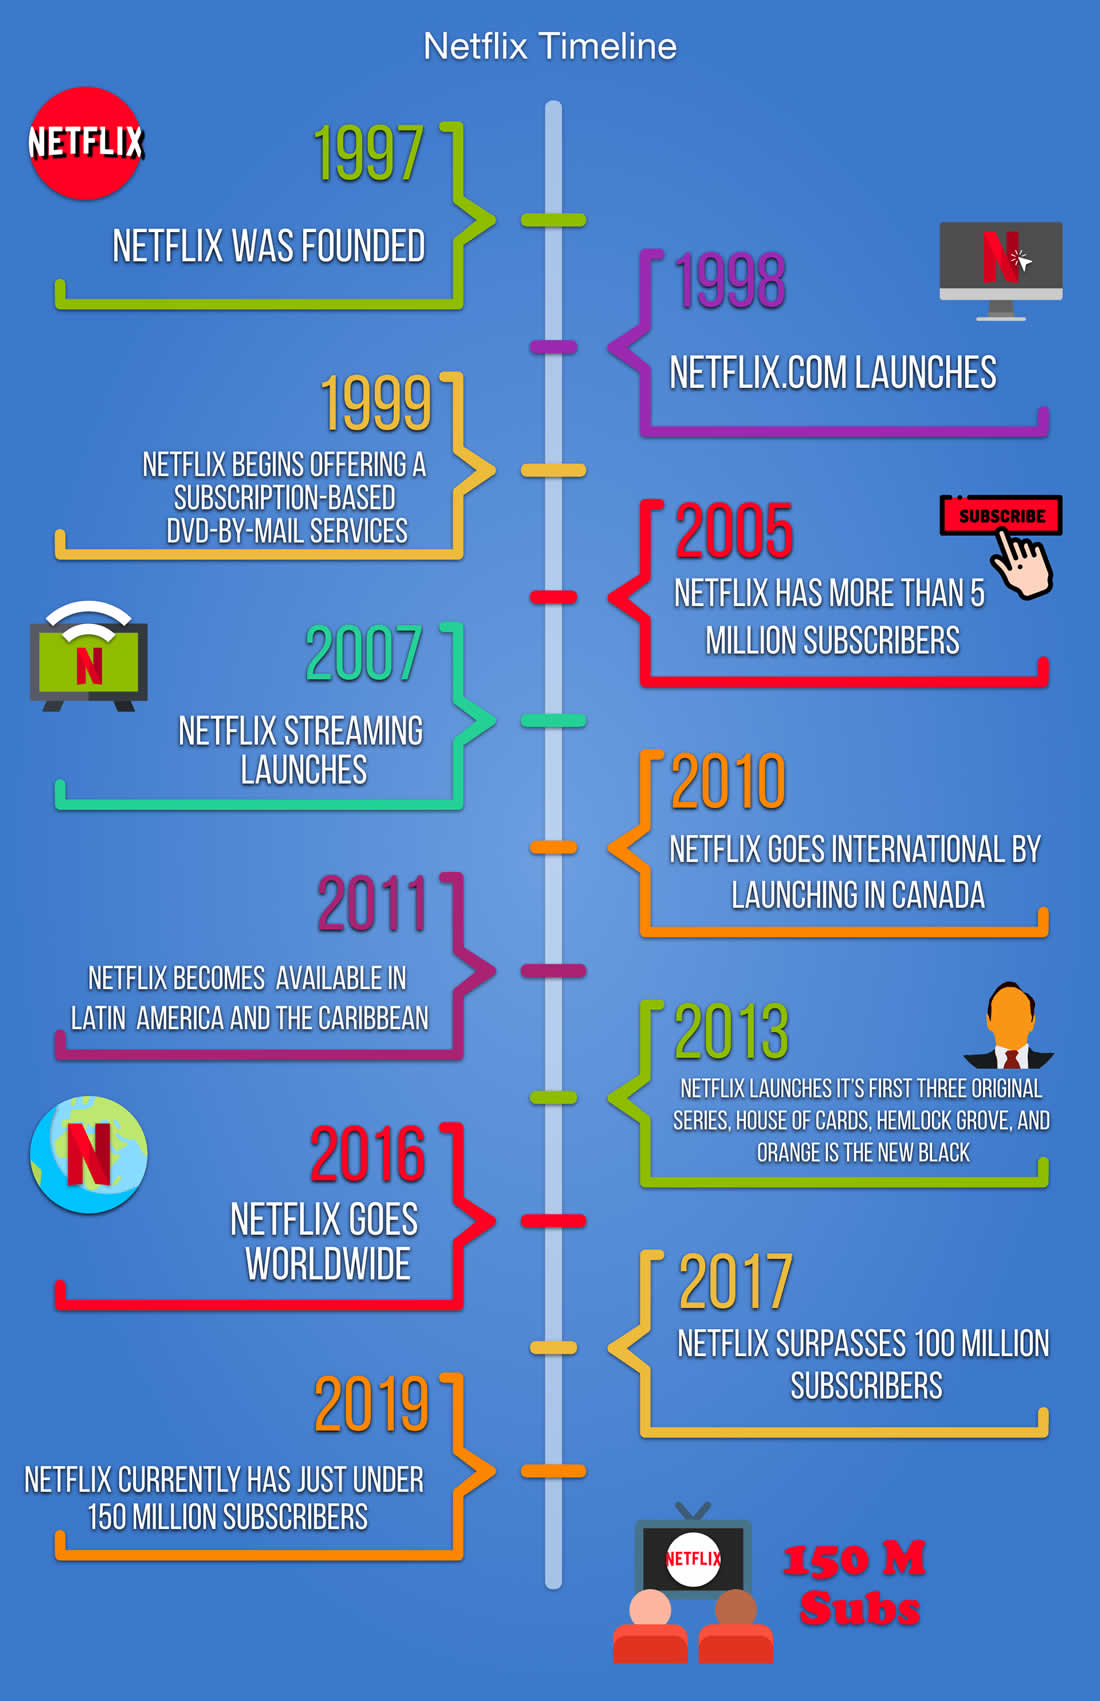 Netflix Timeline
NETFLIX
1997
NETFLIX WAS FOUNDED
N
1998
NETFLIX.COM LAUNCHES
1999
NETFLIX BEGINS OFFERING A
SUBSCRIPTION-BASED
DVD-BY-MAIL SERVICES
SUBSCRIBE
2005
NETFLIX HAS MORE THAN 5
MILLION SUBSCRIBERS
N
2007
NETFLIX STREAMING
LAUNCHES
2010
NETFLIX GOES INTERNATIONAL BY
LAUNCHING IN CANADA
2011
NETFLIX BECOMES AVAILABLE IN
LATIN AMERICA AND THE CARIBBEAN
2013
NETFLIX LAUNCHES IT'S FIRST THREE ORIGINAL
SERIES, HOUSE OF CARDS, HEMLOCK GROVE, AND
ORANGE IS THE NEW BLACK
N
2016
NETFLIX GOES
WORLDWIDE
2017
NETFLIX SURPASSES 100 MILLION
SUBSCRIBERS
2019
NETFLIX CURRENTLY HAS JUST UNDER
150 MILLION SUBSCRIBERS
NETFLIX
150 M
Subs